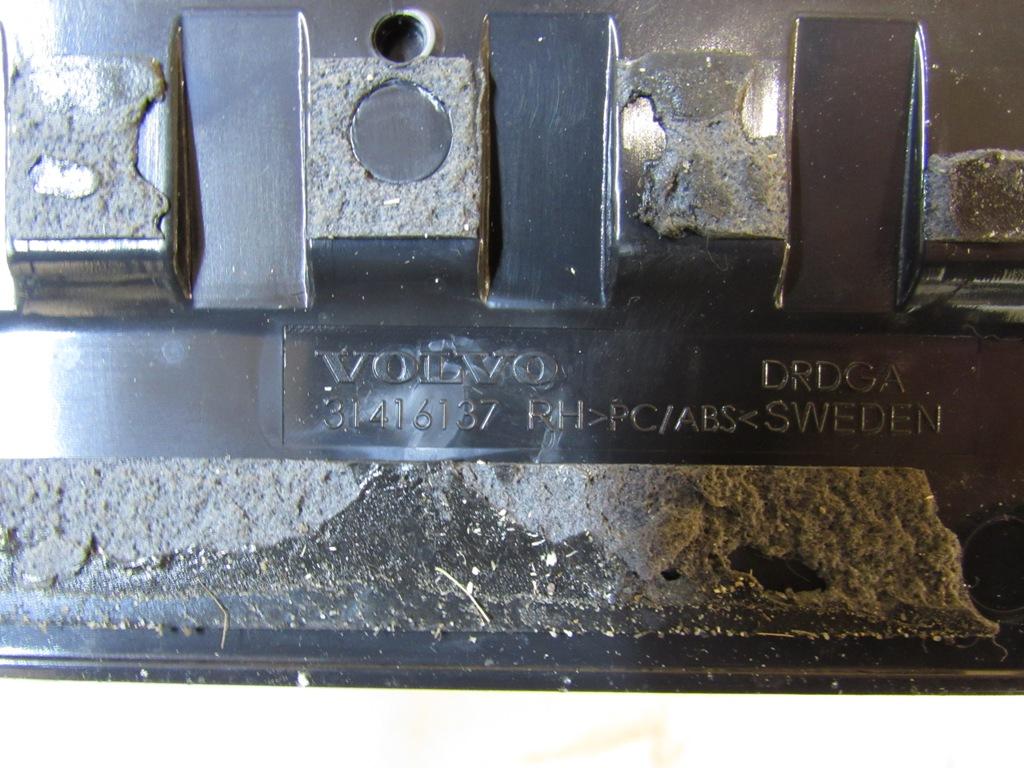 VOLVO DRDGA
31416137 RH >PC/ABS< SWEDEN